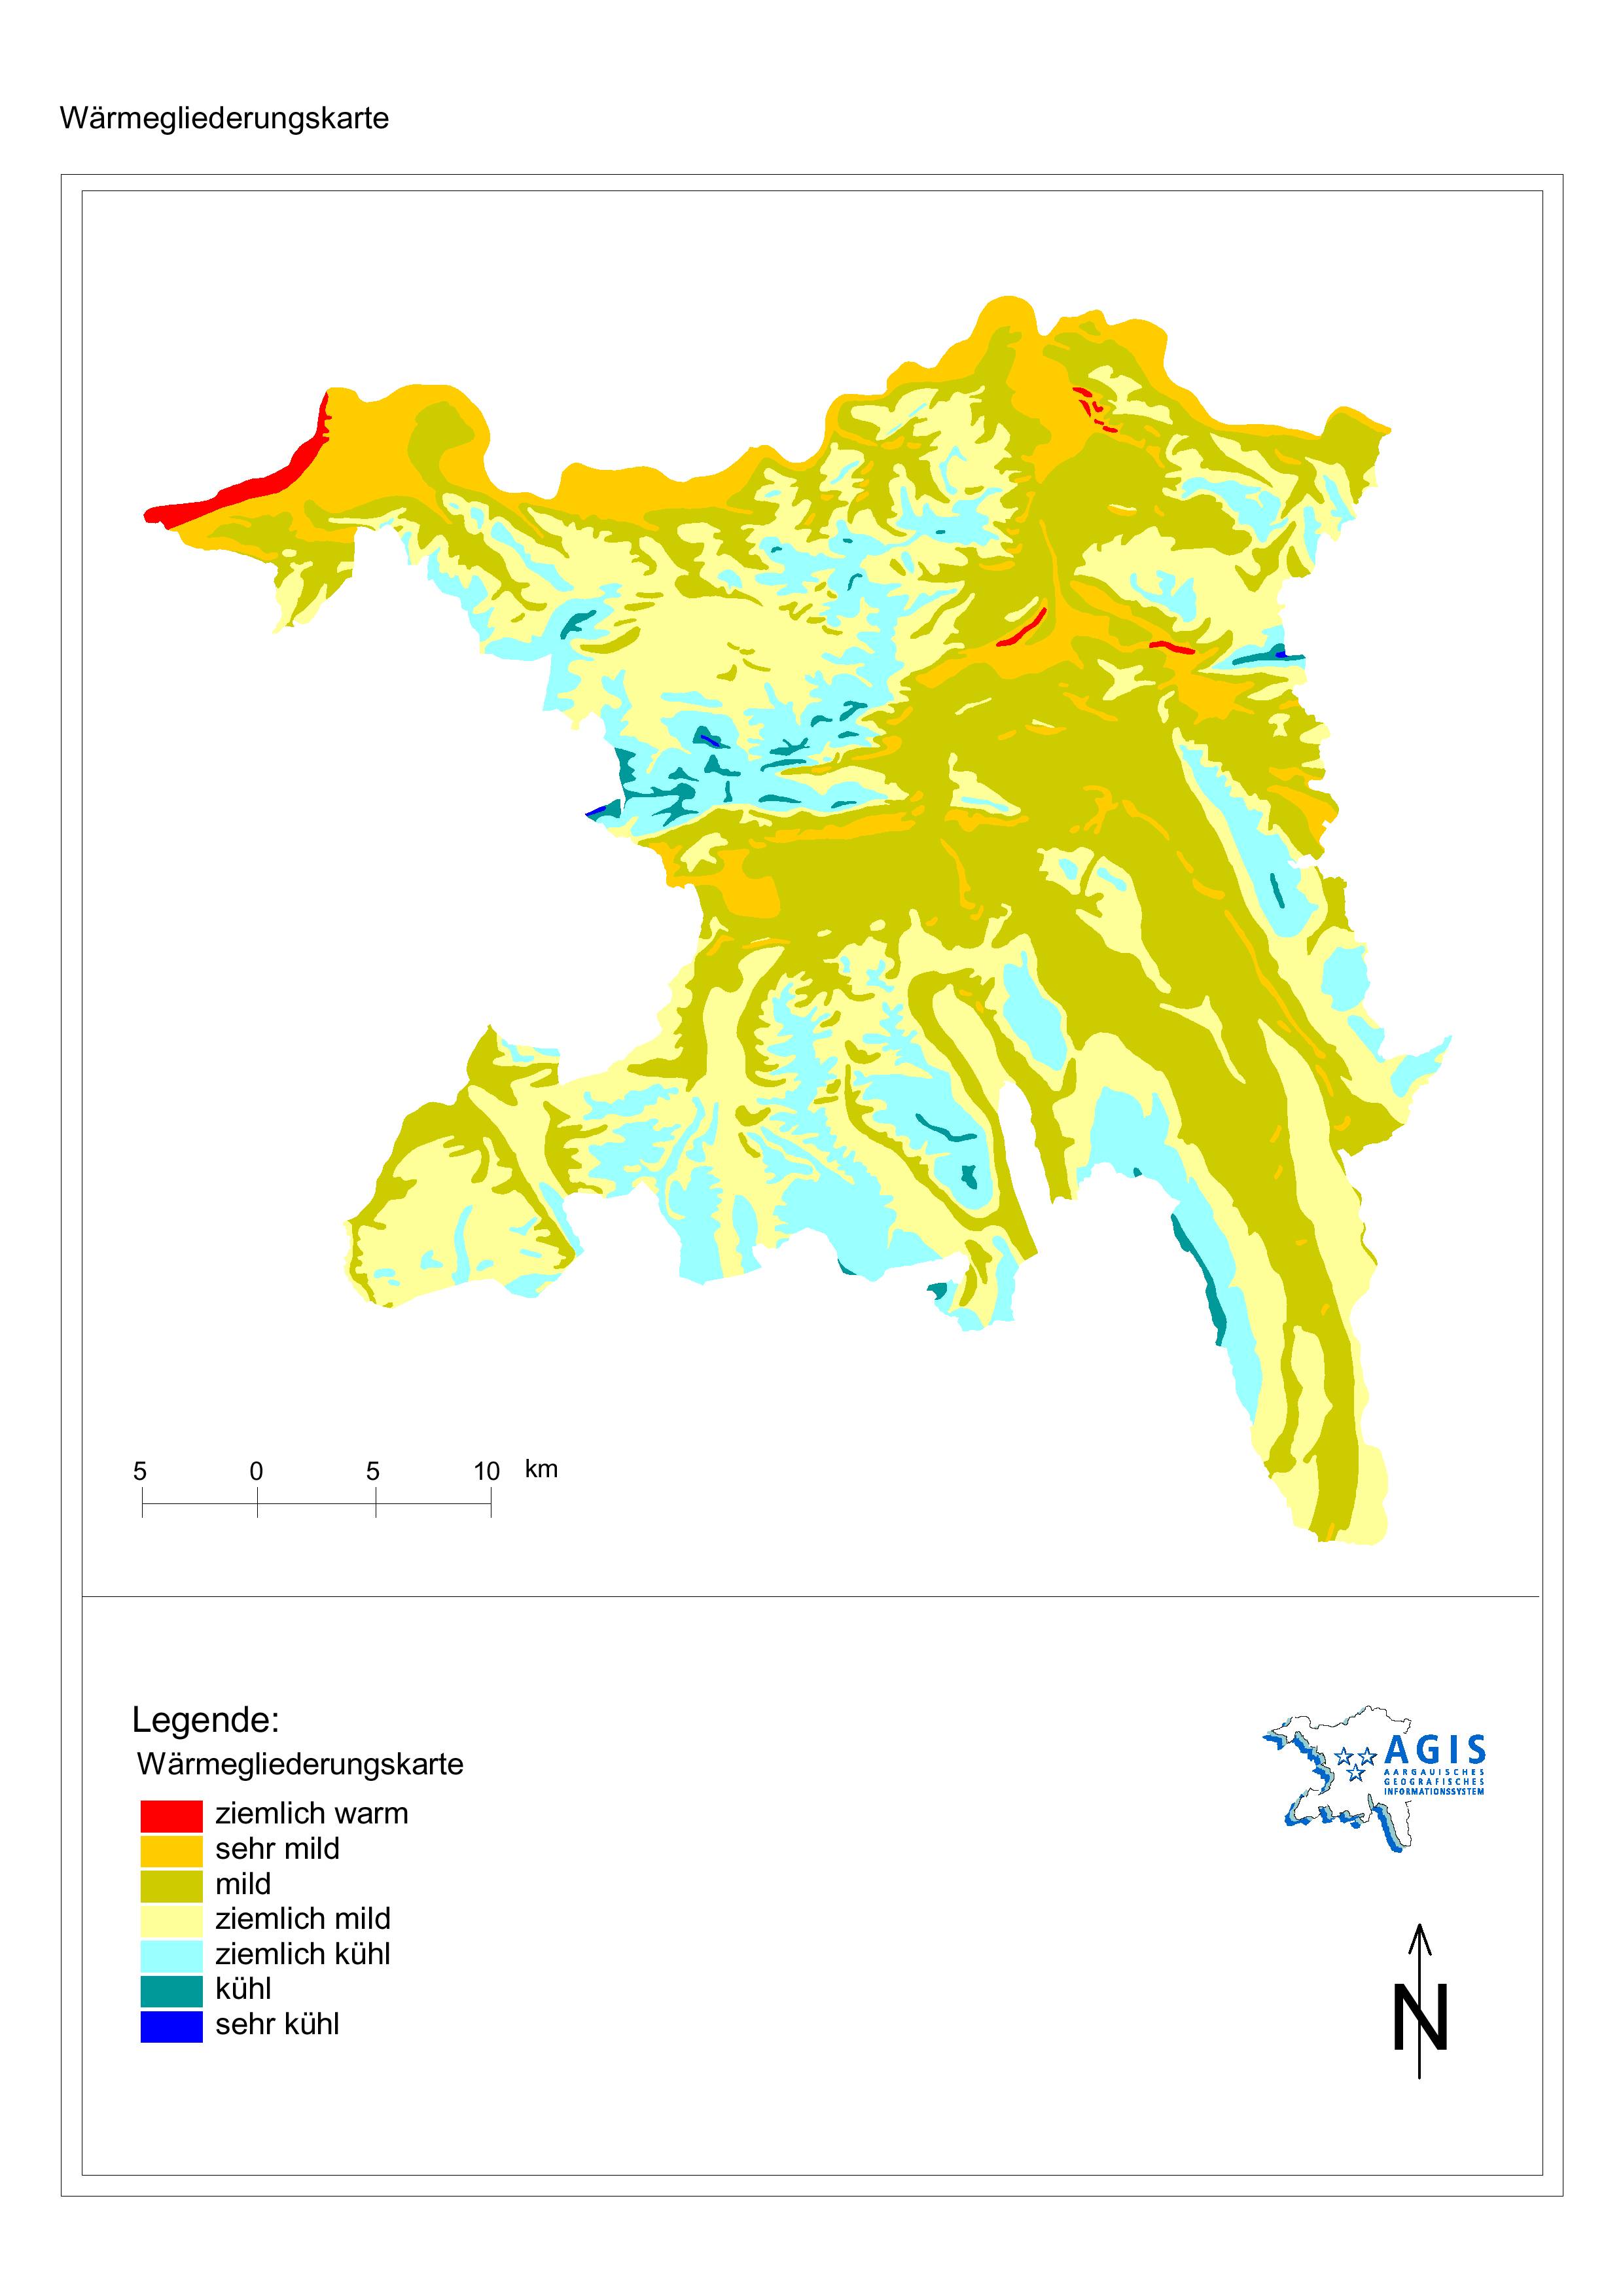 Wärmegliederungskarte
5 0 5 10 km
Legende:
Wärmegliederungskarte
ziemlich warm
sehr mild
mild
ziemlich mild
ziemlich kühl
kühl
sehr kühl
AGIS
AARGAUISCHES
GEOGRAFISCHES
INFORMATIONSSYSTEM
N